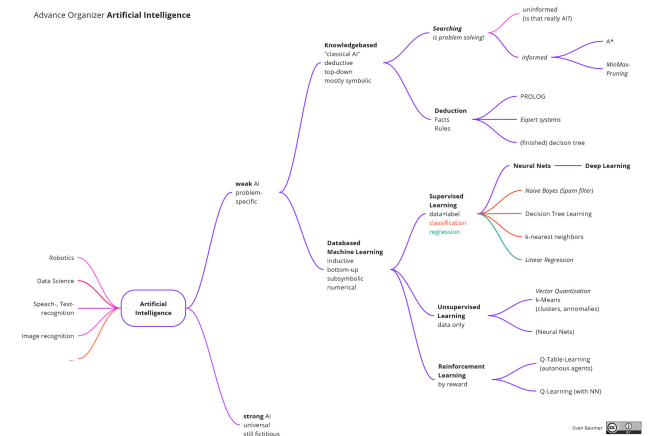 Advance Organizer Artificial Intelligence
Robotics
Data Science
Speach-, Text-
recognition
Image recognition
...
Artificial
Intelligence
weak AI
problem-
specific
strong AI
universal
still fictitious
Knowledgebased
"classical AI"
deductive
top-down
mostly symbolic
Searching
is problem solving!
uninformed
(is that really AI?)
informed
A*
MinMax-
Pruning
Deduction
Facts
Rules
PROLOG
Expert systems
(finished) decison tree
Databased
Machine Learning
inductive
bottom-up
subsymbolic
numerical
Supervised
Learning
data+label
classification
regression
Neural Nets
Deep Learning
Naive Bayes (Spam filter)
Decision Tree Learning
k-nearest neighbors
Linear Regression
Unsupervised
Learning
data only
Vector Quantization
k-Means
(clusters, annomalies)
(Neural Nets)
Reinforcement
Learning
by reward
Q-Table-Learning
(autonous agents)
Q-Learning (with NN)
Sven Baumer
cc
BY